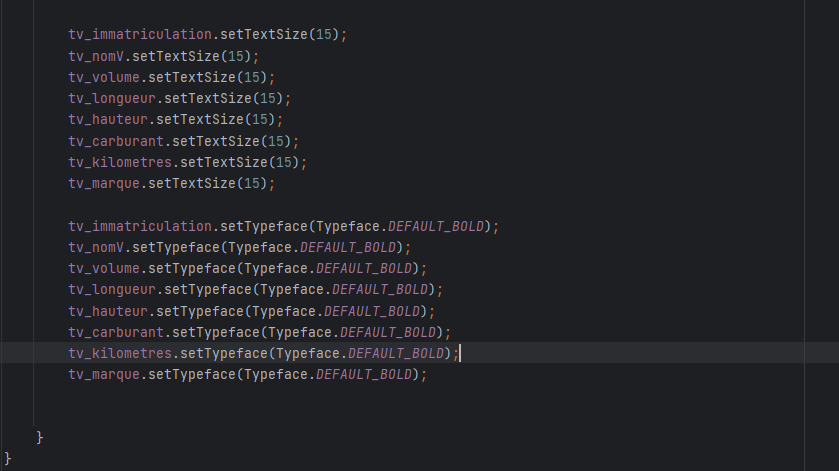 tv_immatriculation.setTextSize(15);
tv_nomV.setTextSize(15);
tv_volume.setTextSize(15);
tv_longueur.setTextSize(15);
tv_hauteur.setTextSize(15);
tv_carburant.setTextSize(15);
tv_kilometres.setTextSize(15);
tv_marque.setTextSize(15);
tv_immatriculation.setTypeface(Typeface.DEFAULT_BOLD);
tv_nomV.setTypeface(Typeface.DEFAULT_BOLD);
tv_volume.setTypeface(Typeface.DEFAULT_BOLD);
tv_longueur.setTypeface(Typeface.DEFAULT_BOLD);
tv_hauteur.setTypeface(Typeface.DEFAULT_BOLD);
tv_carburant.setTypeface(Typeface.DEFAULT_BOLD);
tv_kilometres.setTypeface(Typeface.DEFAULT_BOLD);
tv_marque.setTypeface(Typeface.DEFAULT_BOLD);
}
}